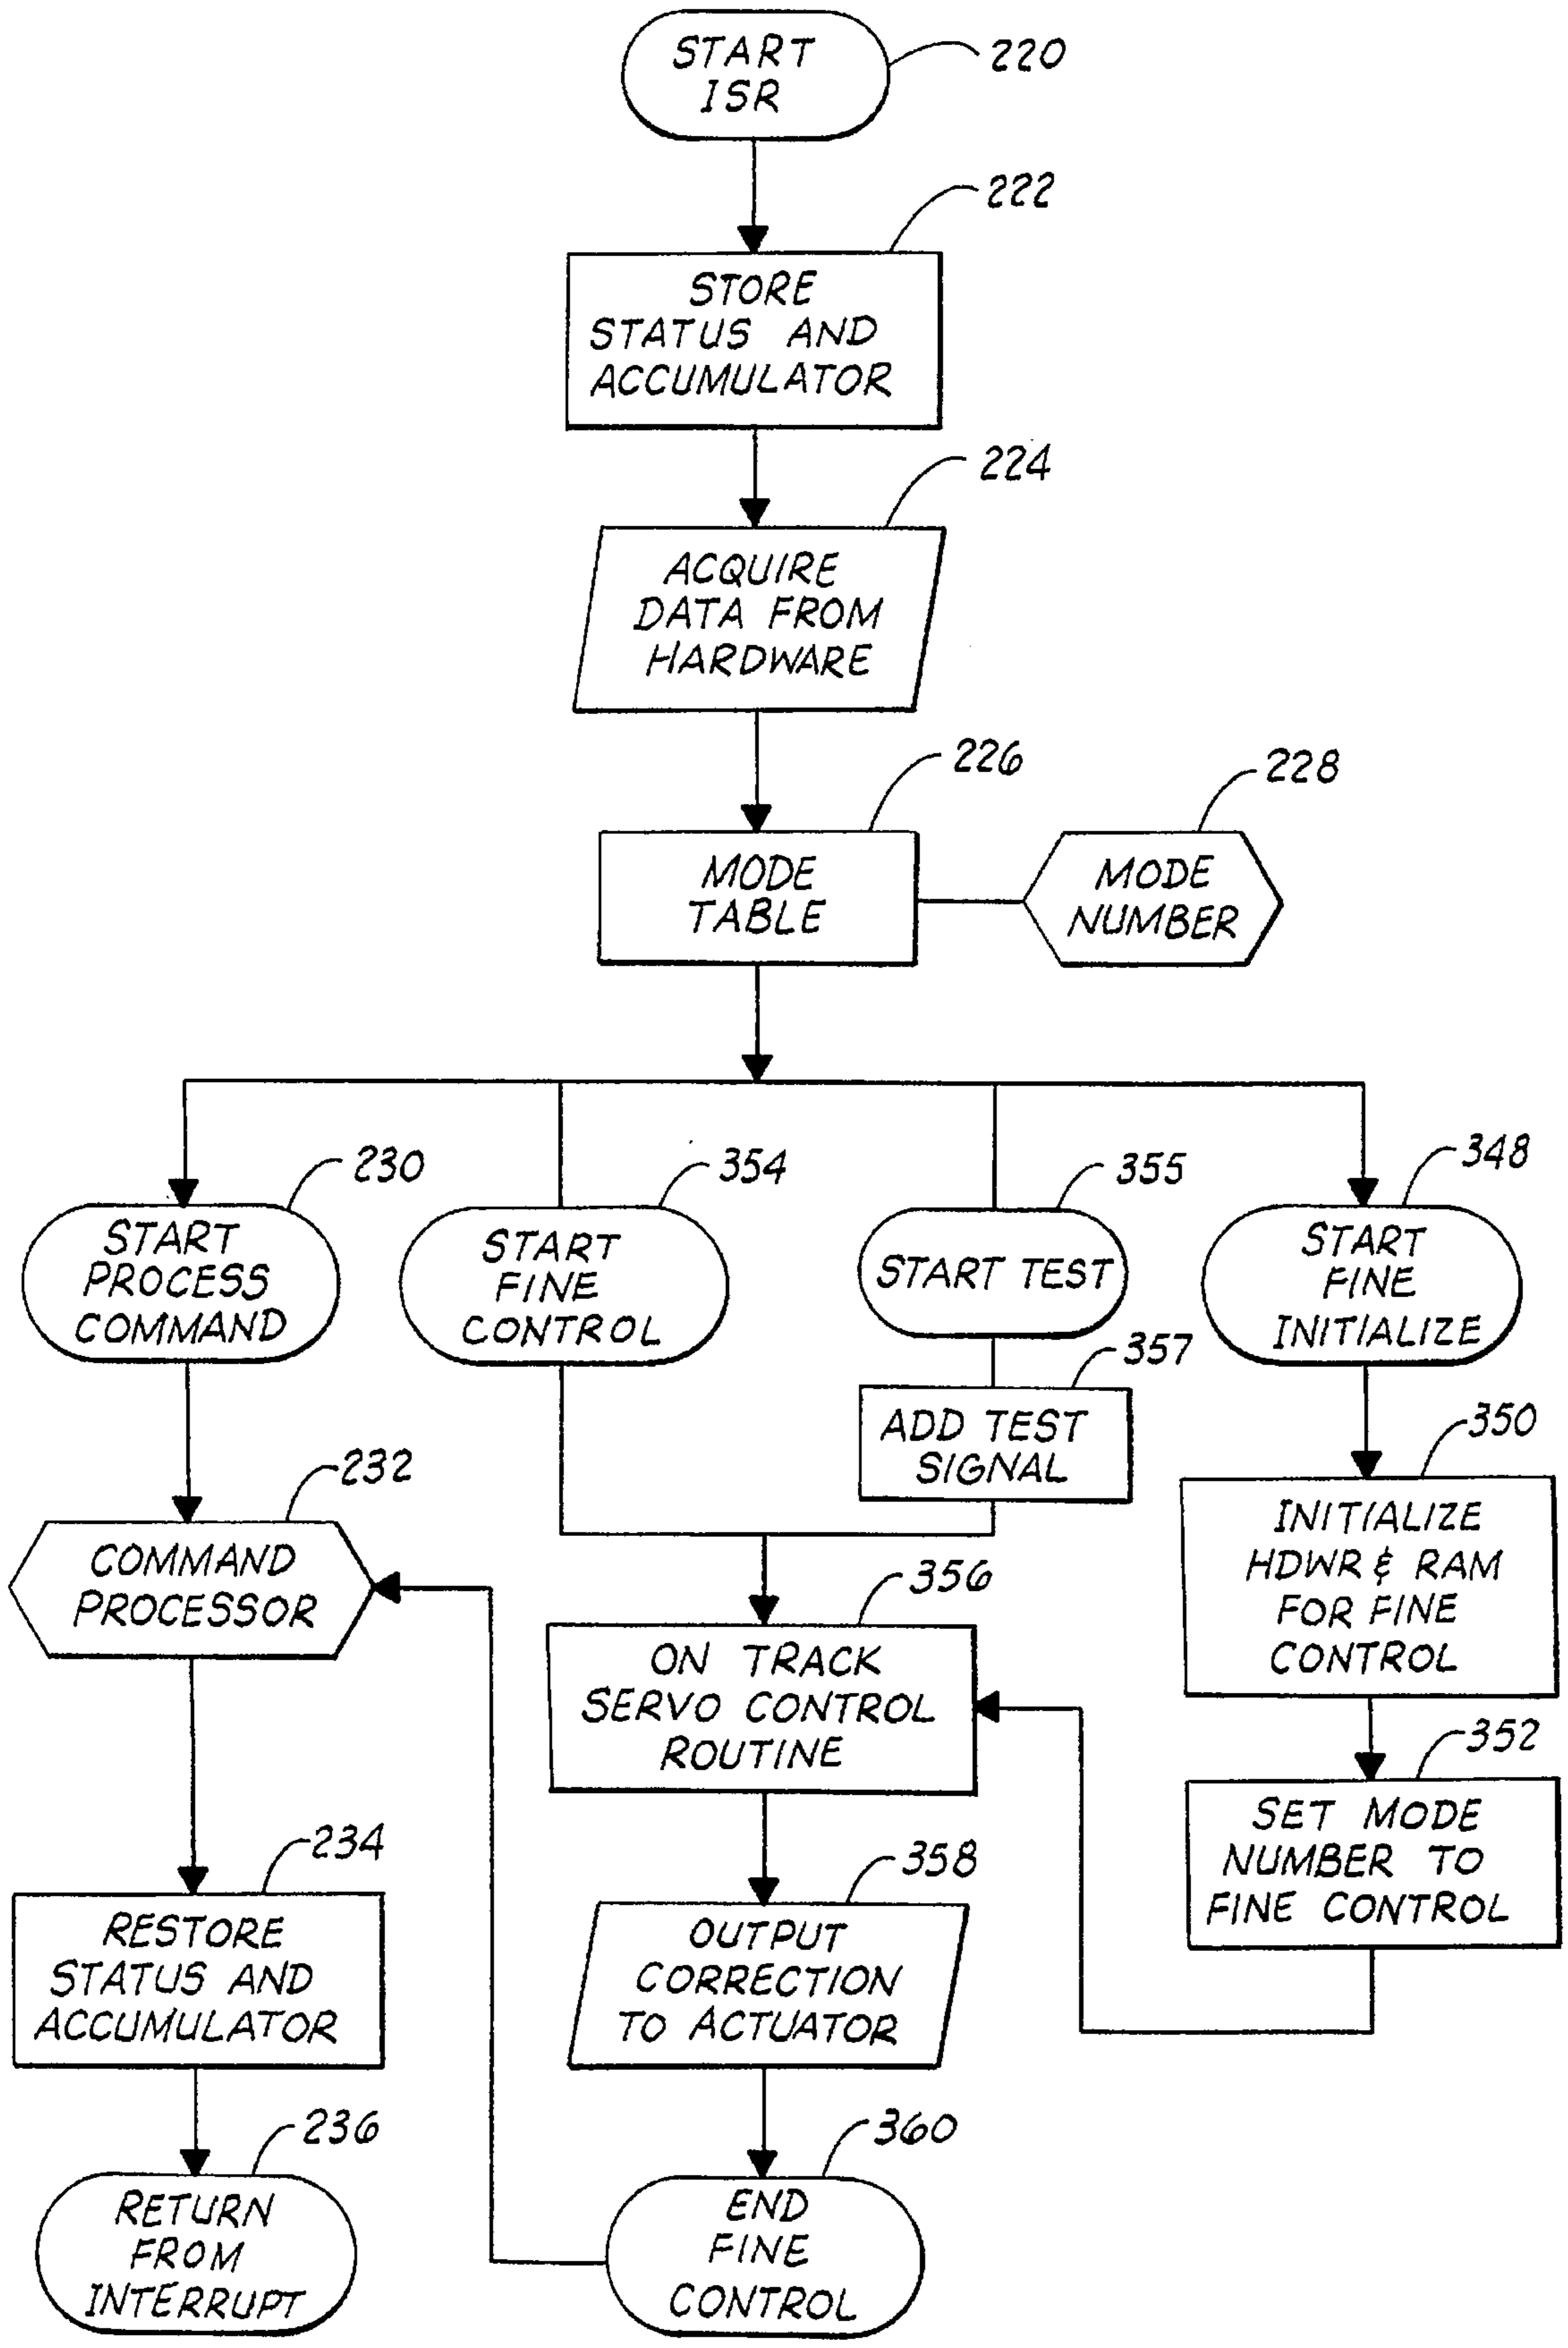 START
ISR
220
222
STORE
STATUS AND
ACCUMULATOR
224
ACQUIRE
DATA FROM
HARDWARE
226
MODE
TABLE
228
MODE
NUMBER
230
START
PROCESS
COMMAND
354
START
FINE
CONTROL
355
START TEST
348
START
FINE
INITIALIZE
357
ADD TEST
SIGNAL
350
INITIALIZE
HDWR & RAM
FOR FINE
CONTROL
232
COMMAND
PROCESSOR
356
ON TRACK
SERVO CONTROL
ROUTINE
352
SET MODE
NUMBER TO
FINE CONTROL
234
RESTORE
STATUS AND
ACCUMULATOR
358
OUTPUT
CORRECTION
TO ACTUATOR
236
RETURN
FROM
INTERRUPT
360
END
FINE
CONTROL